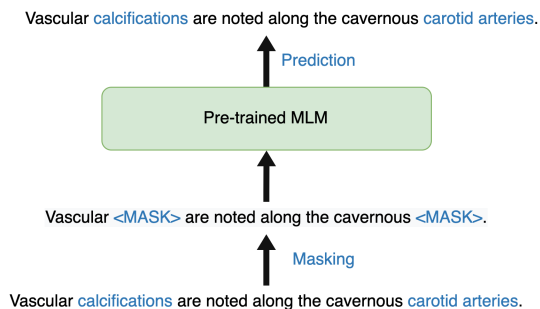 Vascular calcifications are noted along the cavernous carotid arteries.
Prediction
Pre-trained MLM
Vascular <MASK> are noted along the cavernous <MASK>.
Masking
Vascular calcifications are noted along the cavernous carotid arteries.